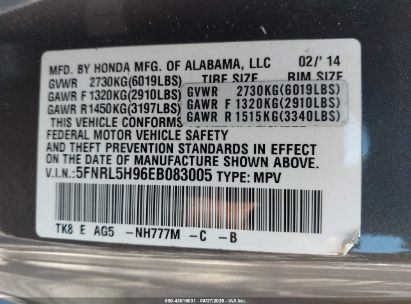 MFD. BY HONDA MFG. OF ALABAMA, LLC 02/'14
GVWR 2730KG(6019LBS) TIRE SIZE RIM SIZE
GAWR F 1320KG(2910LBS)
GAWR R 1450KG(3197LBS)
GVWR 2730KG(6019LBS)
GAWR F 1320KG(2910LBS)
GAWR R 1515KG(3340LBS)
THIS VEHICLE CONFORMS
FEDERAL MOTOR VEHICLE SAFETY
AND THEFT PREVENTION STANDARDS IN EFFECT
ON THE DATE OF MANUFACTURE SHOWN ABOVE.
V.I.N.:5FNRL5H96EB083005 TYPE: MPV
TK8 E AG5 -NH777M -C -B